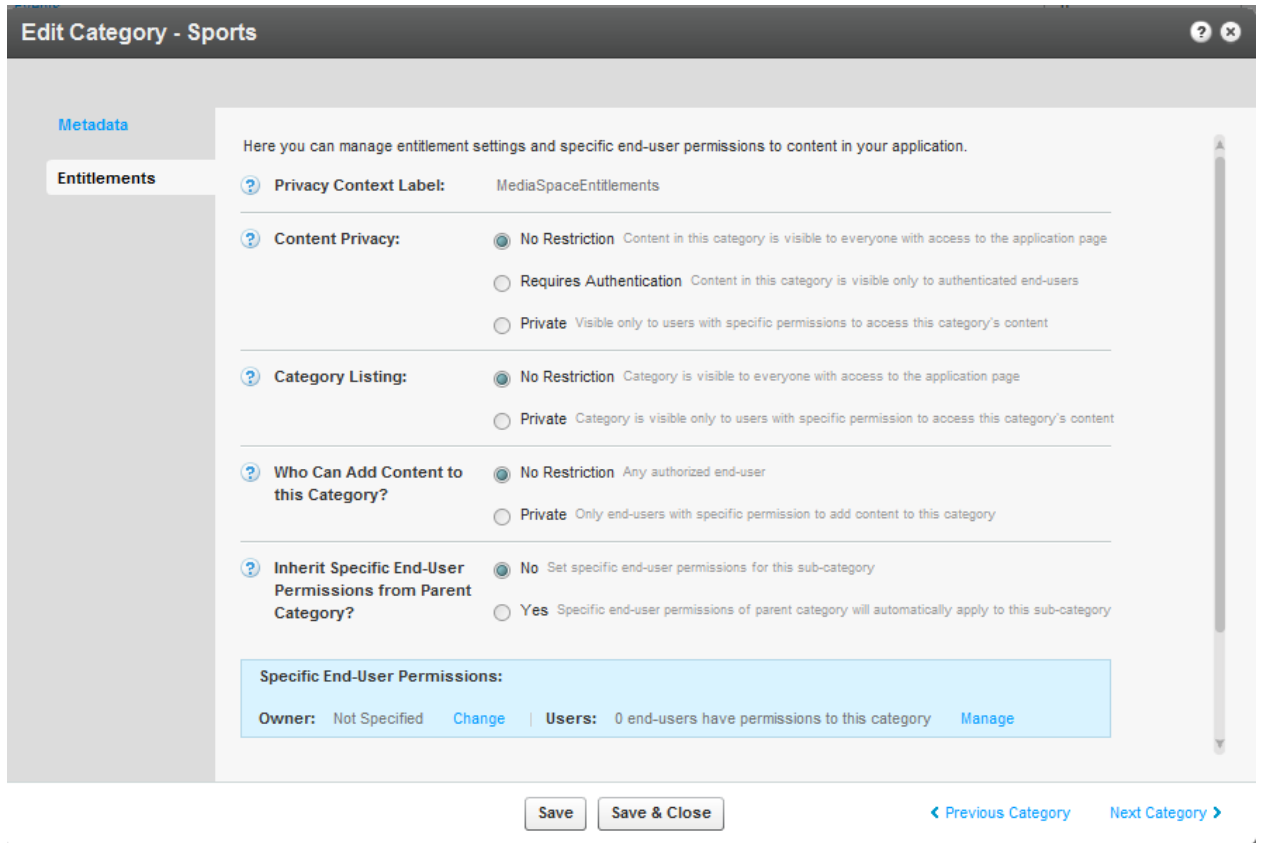 Edit Category - Sports
Metadata
Entitlements
Here you can manage entitlement settings and specific end-user permissions to content in your application.
Privacy Context Label: MediaSpaceEntitlements
Content Privacy: No Restriction Content in this category is visible to everyone with access to the application page
Requires Authentication Content in this category is visible only to authenticated end-users
Private Visible only to users with specific permissions to access this category's content
Category Listing: No Restriction Category is visible to everyone with access to the application page
Private Category is visible only to users with specific permission to access this category's content
Who Can Add Content to
this Category?
No Restriction Any authorized end-user
Private Only end-users with specific permission to add content to this category
Inherit Specific End-User
Permissions from Parent
Category?
No Set specific end-user permissions for this sub-category
Yes Specific end-user permissions of parent category will automatically apply to this sub-category
Specific End-User Permissions:
Owner: Not Specified Change | Users: 0 end-users have permissions to this category Manage
Save Save & Close Previous Category Next Category